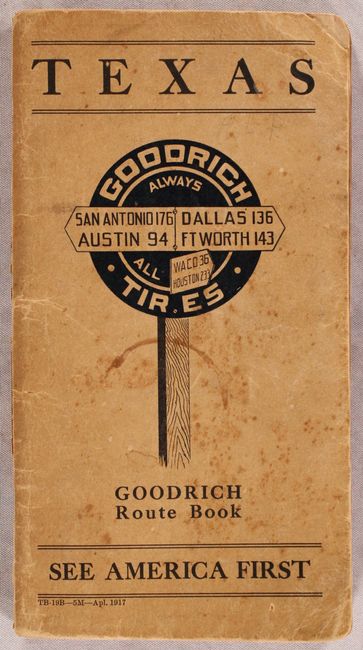 TEXAS
GOODRICH
ALWAYS
SAN ANTONIO 176 DALLAS 136
AUSTIN 94 FT WORTH 143
ALL
WACO 36
HOUSTON 233
TIRES
GOODRICH
Route Book
SEE AMERICA FIRST
TB-19B—5M—Apl. 1917